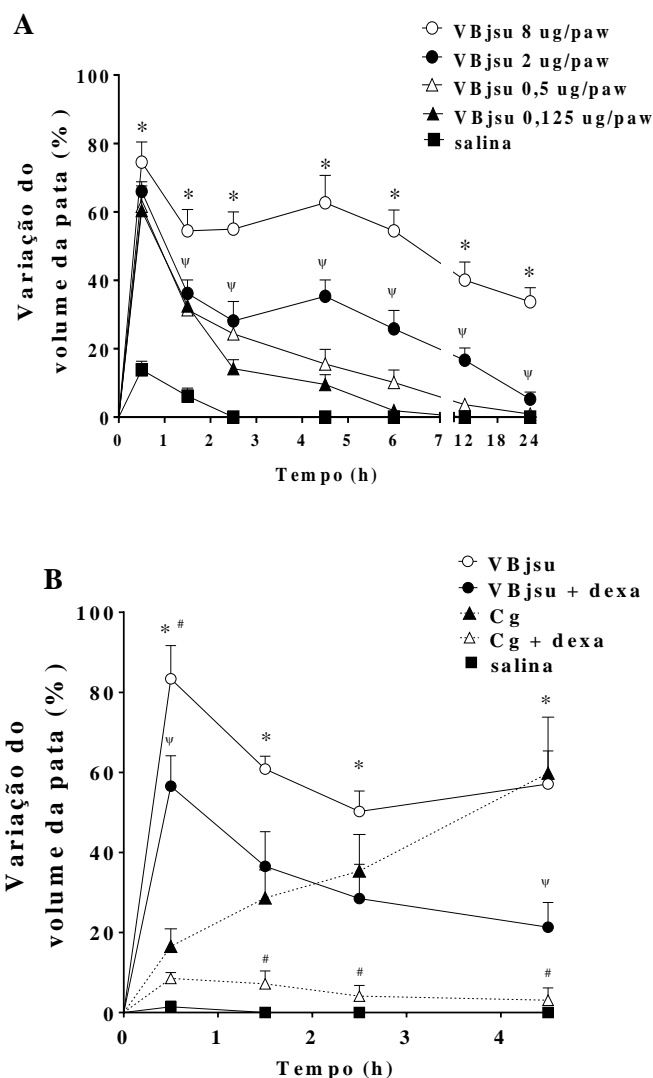 A
VBjsu 8 ug/paw
VBjsu 2 ug/paw
VBjsu 0,5 ug/paw
VBjsu 0,125 ug/paw
salina
Variação do
volume da pata (%)
100
80
60
40
20
0
* * * * * * *
ψ ψ ψ ψ ψ ψ
0 1 2 3 4 5 6 7 12 18 24
Tempo (h)
B
VBjsu
VBjsu + dexa
Cg
Cg + dexa
salina
Variação do
volume da pata (%)
100
80
60
40
20
0
* #
* * *
ψ ψ
# # #
0 1 2 3 4
Tempo (h)